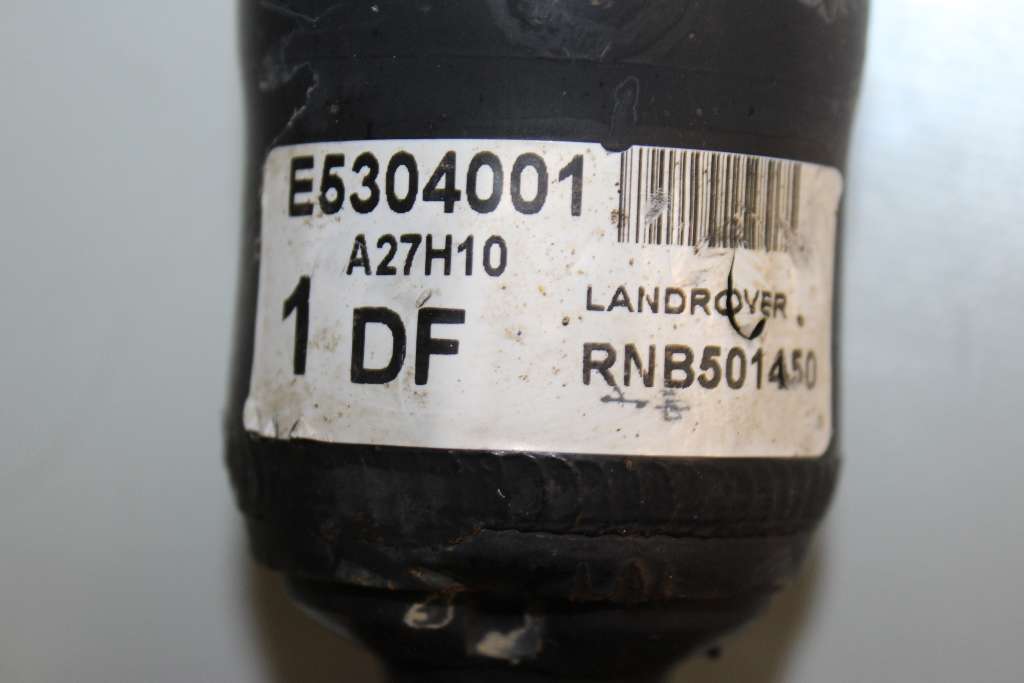 E5304001
A27H10
1 DF
LANDROVER
RNB501450